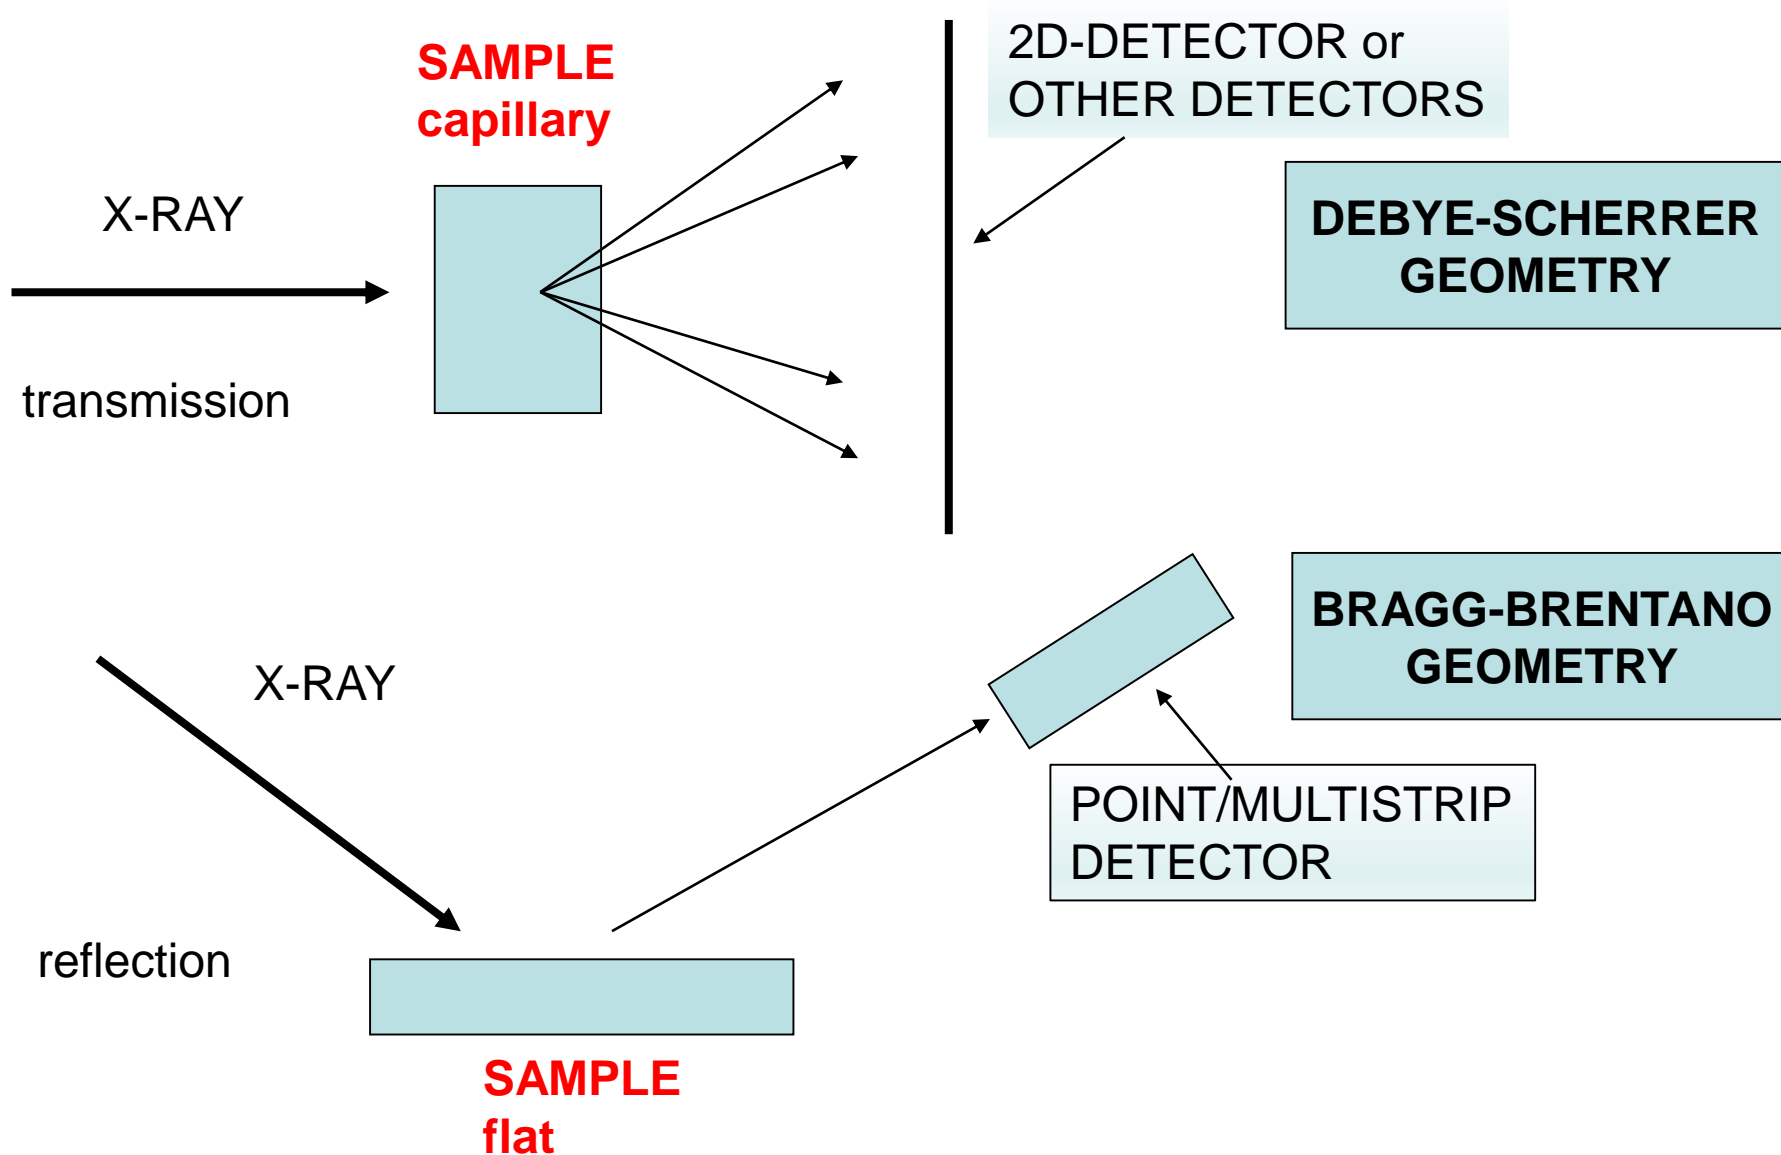 SAMPLE
capillary
2D-DETECTOR or
OTHER DETECTORS
X-RAY
DEBYE-SCHERRER
GEOMETRY
transmission
BRAGG-BRENTANO
GEOMETRY
X-RAY
POINT/MULTISTRIP
DETECTOR
reflection
SAMPLE
flat